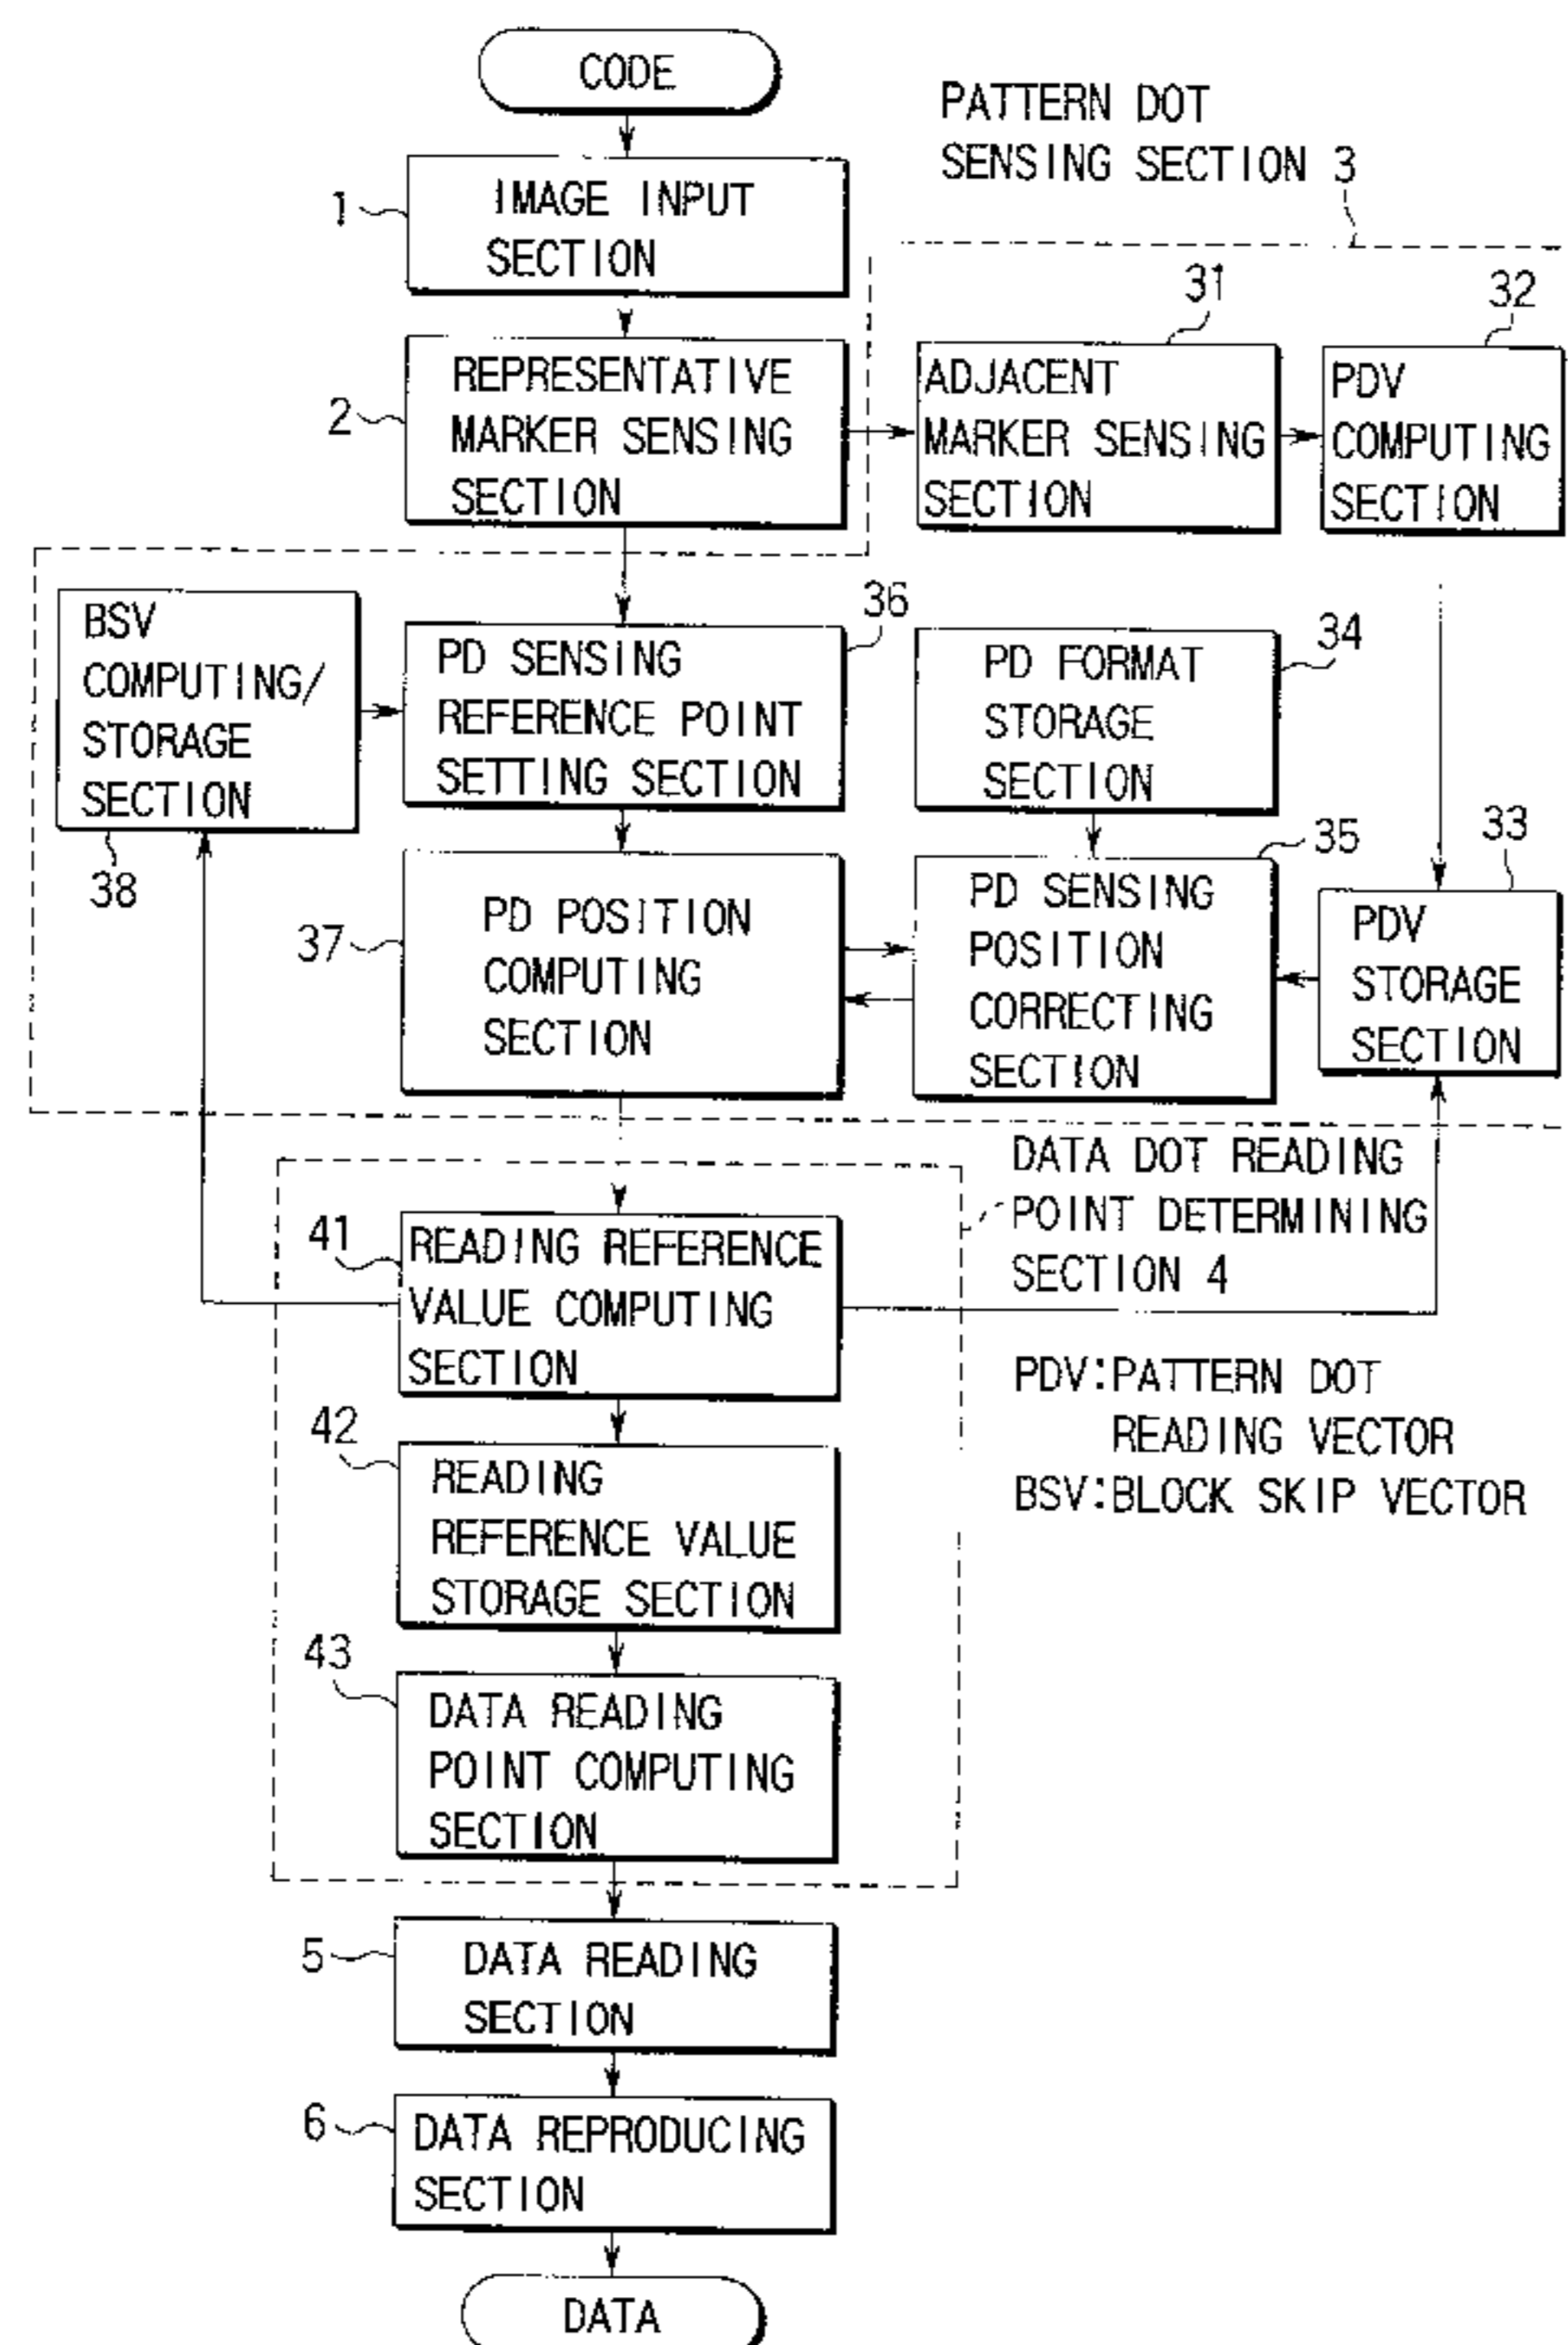 CODE
PATTERN DOT
SENSING SECTION 3
1
IMAGE INPUT
SECTION
31
32
2
REPRESENTATIVE
MARKER SENSING
SECTION
ADJACENT
MARKER SENSING
SECTION
PDV
COMPUTING
SECTION
BSV
COMPUTING/
STORAGE
SECTION
38
36
PD SENSING
REFERENCE POINT
SETTING SECTION
34
PD FORMAT
STORAGE
SECTION
37
PD POSITION
COMPUTING
SECTION
35
PD SENSING
POSITION
CORRECTING
SECTION
33
PDV
STORAGE
SECTION
DATA DOT READING
POINT DETERMINING
SECTION 4
41
READING REFERENCE
VALUE COMPUTING
SECTION
PDV:PATTERN DOT
READING VECTOR
BSV:BLOCK SKIP VECTOR
42
READING
REFERENCE VALUE
STORAGE SECTION
43
DATA READING
POINT COMPUTING
SECTION
5
DATA READING
SECTION
6
DATA REPRODUCING
SECTION
DATA